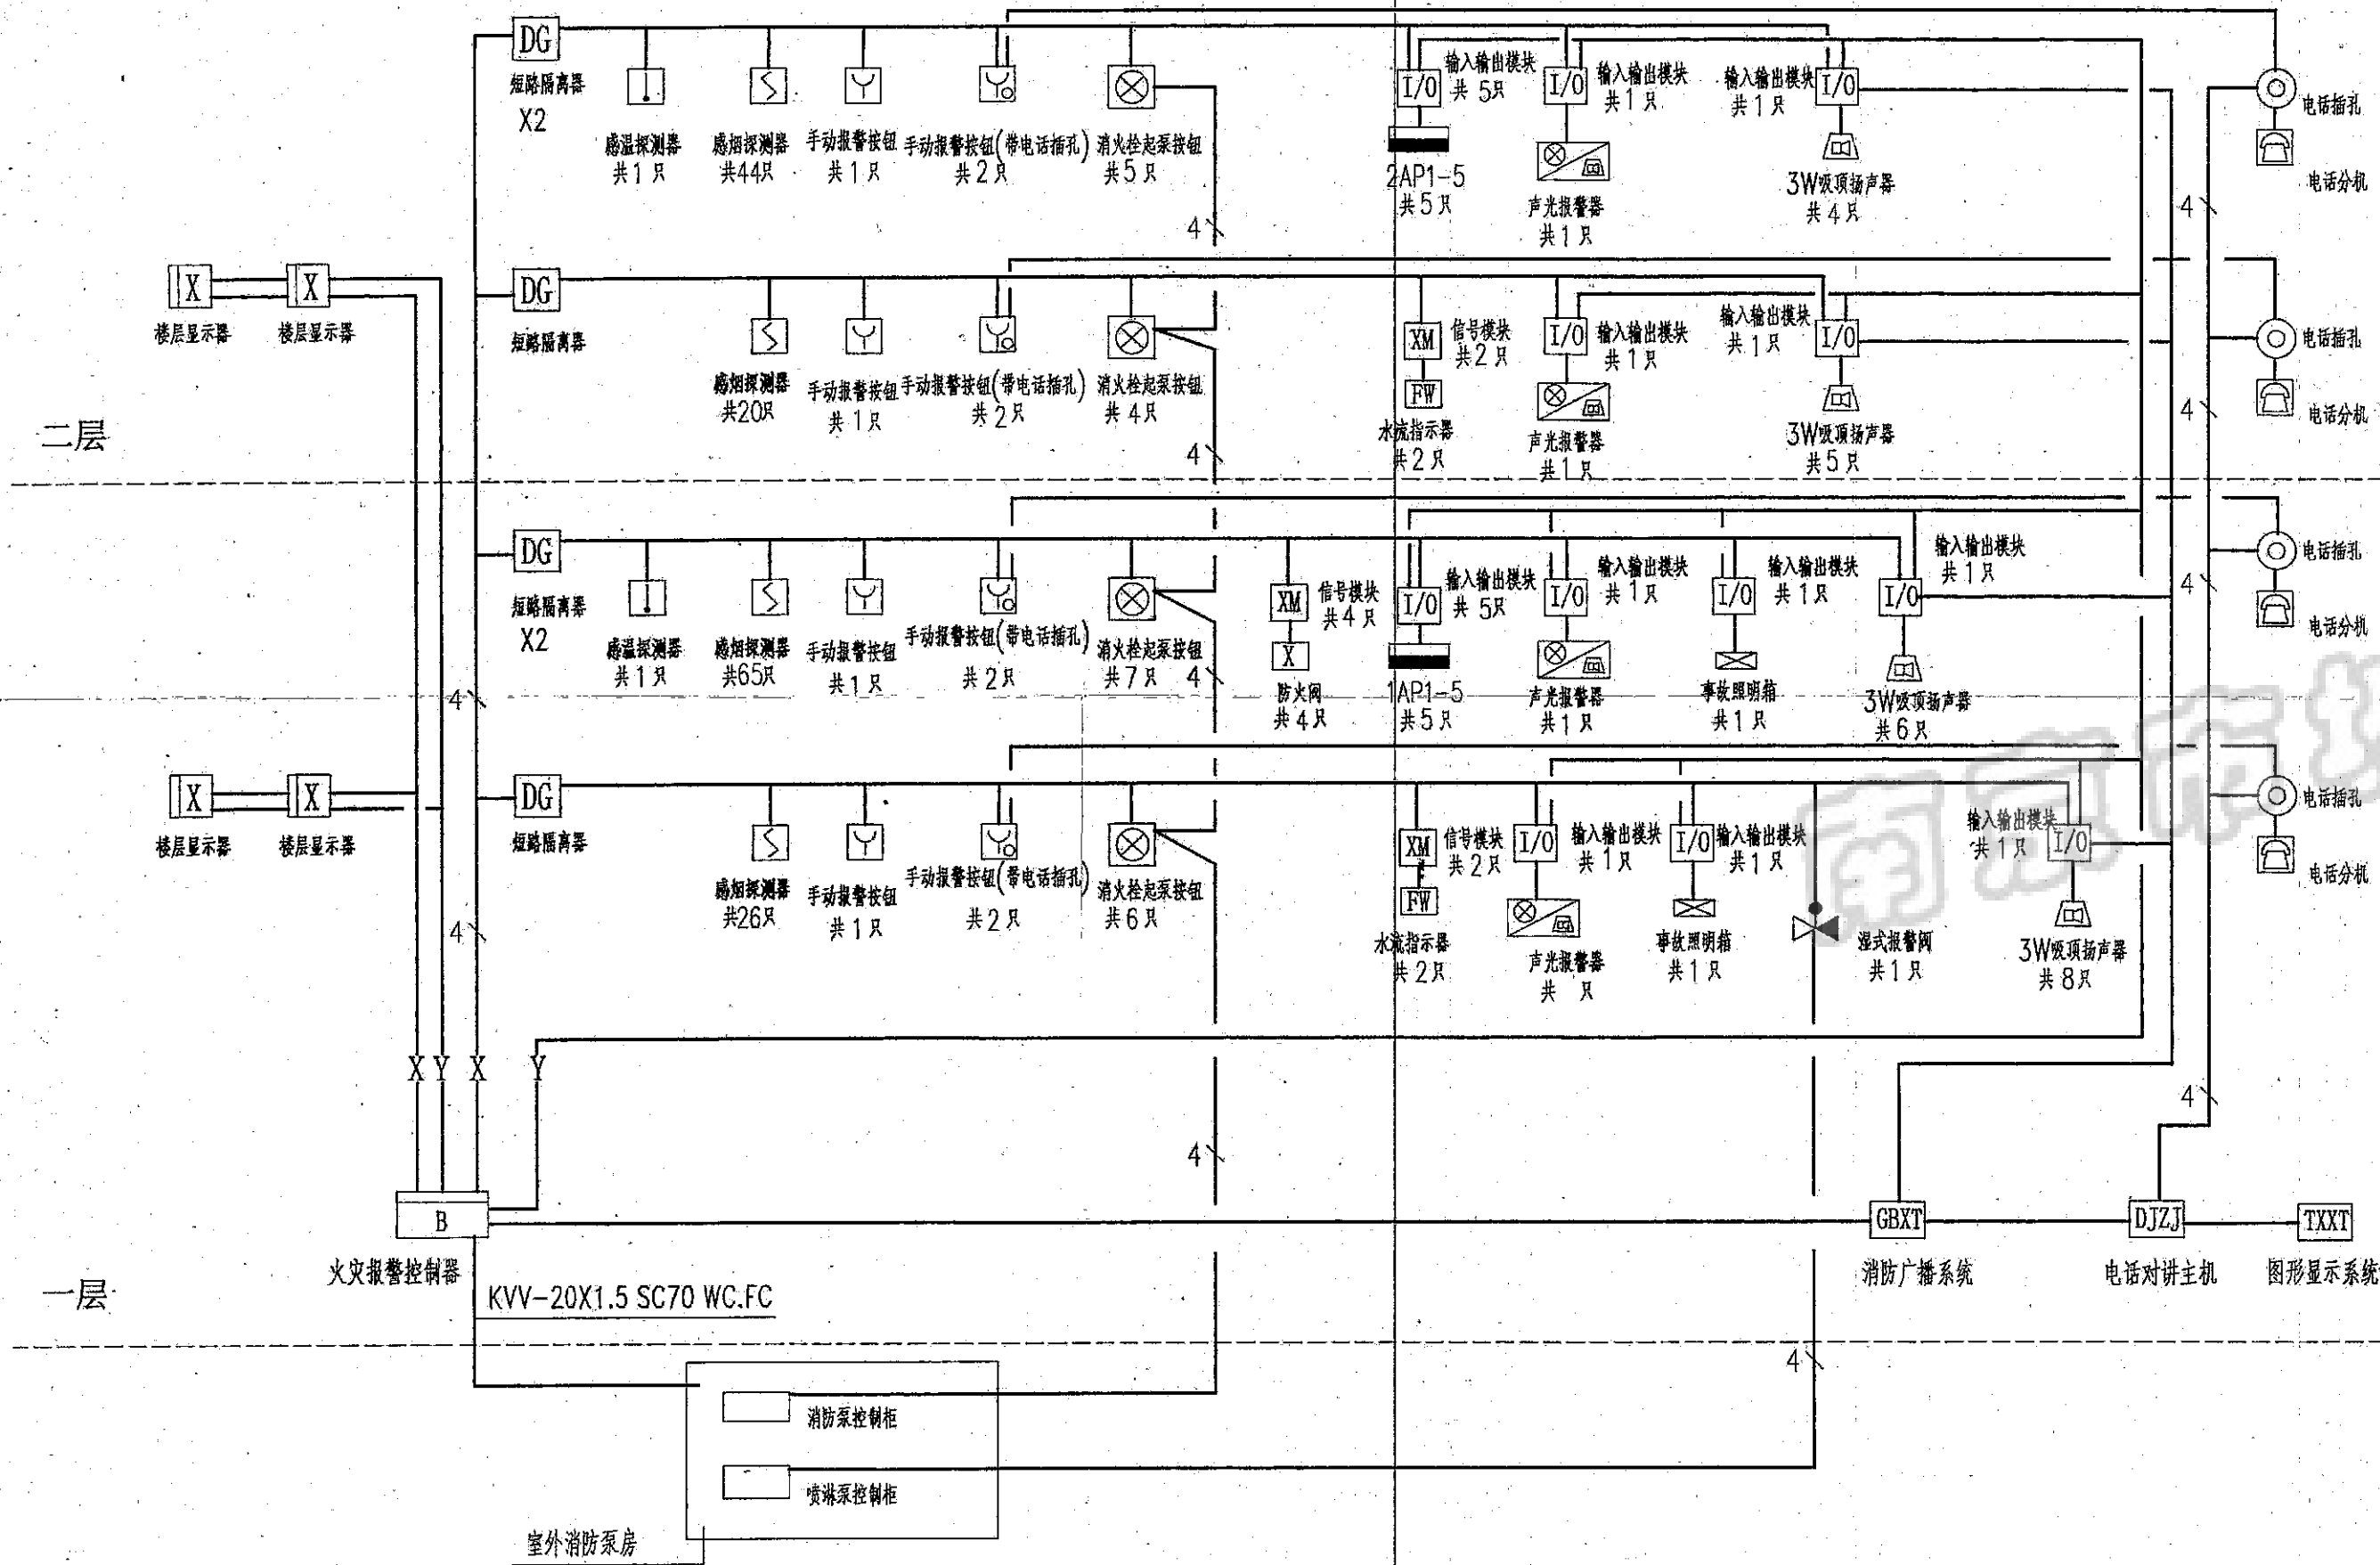 DG
短路隔离器
X2
感温探测器
共1只
感烟探测器
共44只
手动报警按钮
共1只
手动报警按钮(带电话插孔)
共2只
消火栓起泵按钮
共5只
I/O
输入输出模块
共5只
2AP1-5
共5只
I/O
输入输出模块
共1只
声光报警器
共1只
输入输出模块
共1只
I/O
3W吸顶扬声器
共4只
电话插孔
电话分机
4
4
X
楼层显示器
X
楼层显示器
DG
短路隔离器
感烟探测器
共20只
手动报警按钮
共1只
手动报警按钮(带电话插孔)
共2只
消火栓起泵按钮
共4只
XM
信号模块
共2只
FW
水流指示器
共2只
I/O
输入输出模块
共1只
声光报警器
共1只
输入输出模块
共1只
I/O
3W吸顶扬声器
共5只
电话插孔
电话分机
4
4
二层
DG
短路隔离器
X2
感温探测器
共1只
感烟探测器
共65只
手动报警按钮
共1只
手动报警按钮(带电话插孔)
共2只
消火栓起泵按钮
共7只
XM
信号模块
共4只
X
防火阀
共4只
I/O
输入输出模块
共5只
1AP1-5
共5只
I/O
输入输出模块
共1只
声光报警器
共1只
I/O
输入输出模块
共1只
事故照明箱
共1只
I/O
输入输出模块
共1只
3W吸顶扬声器
共6只
电话插孔
电话分机
4
4
4
X
楼层显示器
X
楼层显示器
DG
短路隔离器
感烟探测器
共26只
手动报警按钮
共1只
手动报警按钮(带电话插孔)
共2只
消火栓起泵按钮
共6只
XM
信号模块
共2只
FW
水流指示器
共2只
I/O
输入输出模块
共1只
声光报警器
共 只
I/O
输入输出模块
共1只
事故照明箱
共1只
湿式报警阀
共1只
输入输出模块
共1只
I/O
3W吸顶扬声器
共8只
电话插孔
电话分机
南京市
4
X Y X Y
4
4
B
火灾报警控制器
GBXT
消防广播系统
DJZJ
电话对讲主机
TXXT
图形显示系统
一层
KVV-20X1.5 SC70 WC.FC
4
消防泵控制柜
喷淋泵控制柜
室外消防泵房